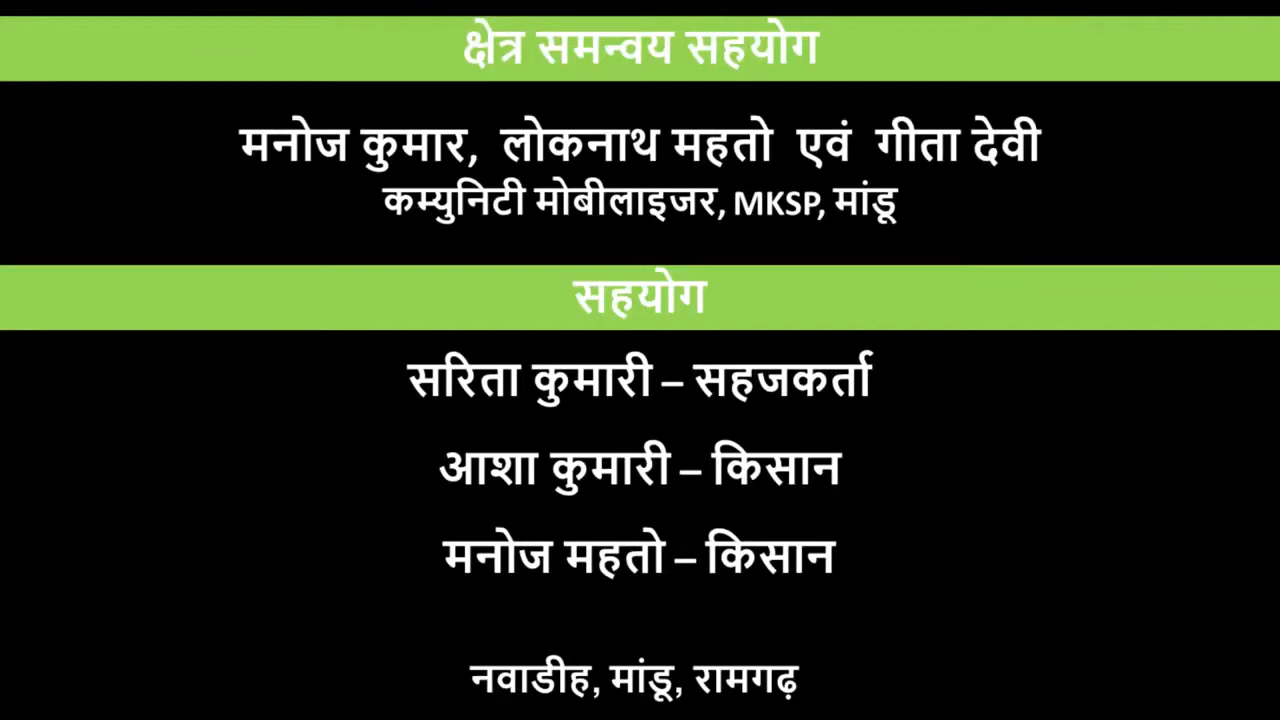 क्षेत्र समन्वय सहयोग
मनोज कुमार, लोकनाथ महतो एवं गीता देवी
कम्युनिटी मोबीलाइजर, MKSP, मांडू
सहयोग
सरिता कुमारी – सहजकर्ता
आशा कुमारी – किसान
मनोज महतो – किसान
नवाडीह, मांडू, रामगढ़